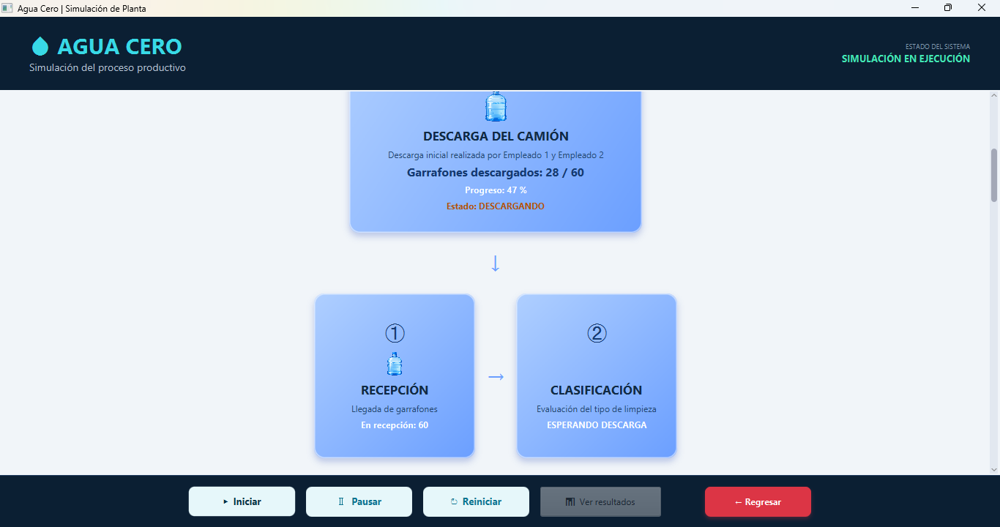 Agua Cero | Simulación de Planta
AGUA CERO
Simulación del proceso productivo
ESTADO DEL SISTEMA
SIMULACIÓN EN EJECUCIÓN
DESCARGA DEL CAMIÓN
Descarga inicial realizada por Empleado 1 y Empleado 2
Garrafones descargados: 28 / 60
Progreso: 47 %
Estado: DESCARGANDO
↓
①
RECEPCIÓN
Llegada de garrafones
En recepción: 60
→
②
CLASIFICACIÓN
Evaluación del tipo de limpieza
ESPERANDO DESCARGA
Iniciar
Pausar
Reiniciar
Ver resultados
← Regresar